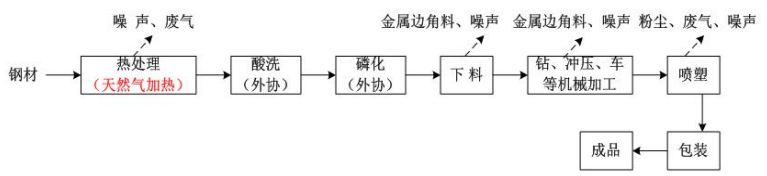 噪 声、废气
金属边角料、噪声
金属边角料、噪声
粉尘、废气、噪声
钢材
热处理
（天然气加热）
酸洗
（外协）
磷化
（外协）
下 料
钻、冲压、车
等机械加工
喷塑
成品
包装